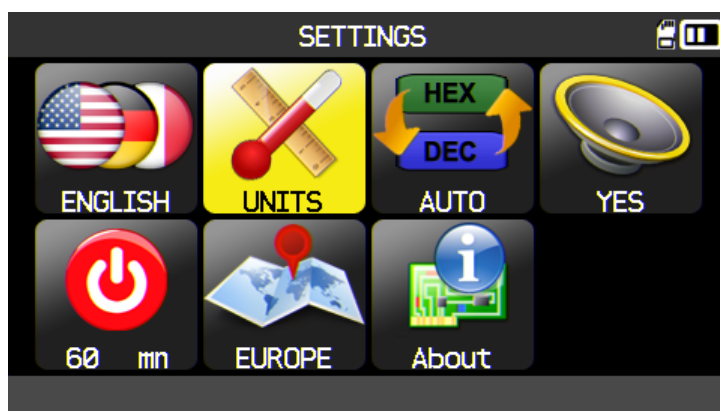 SETTINGS
HEX
DEC
ENGLISH UNITS AUTO YES
i
60 mn EUROPE About